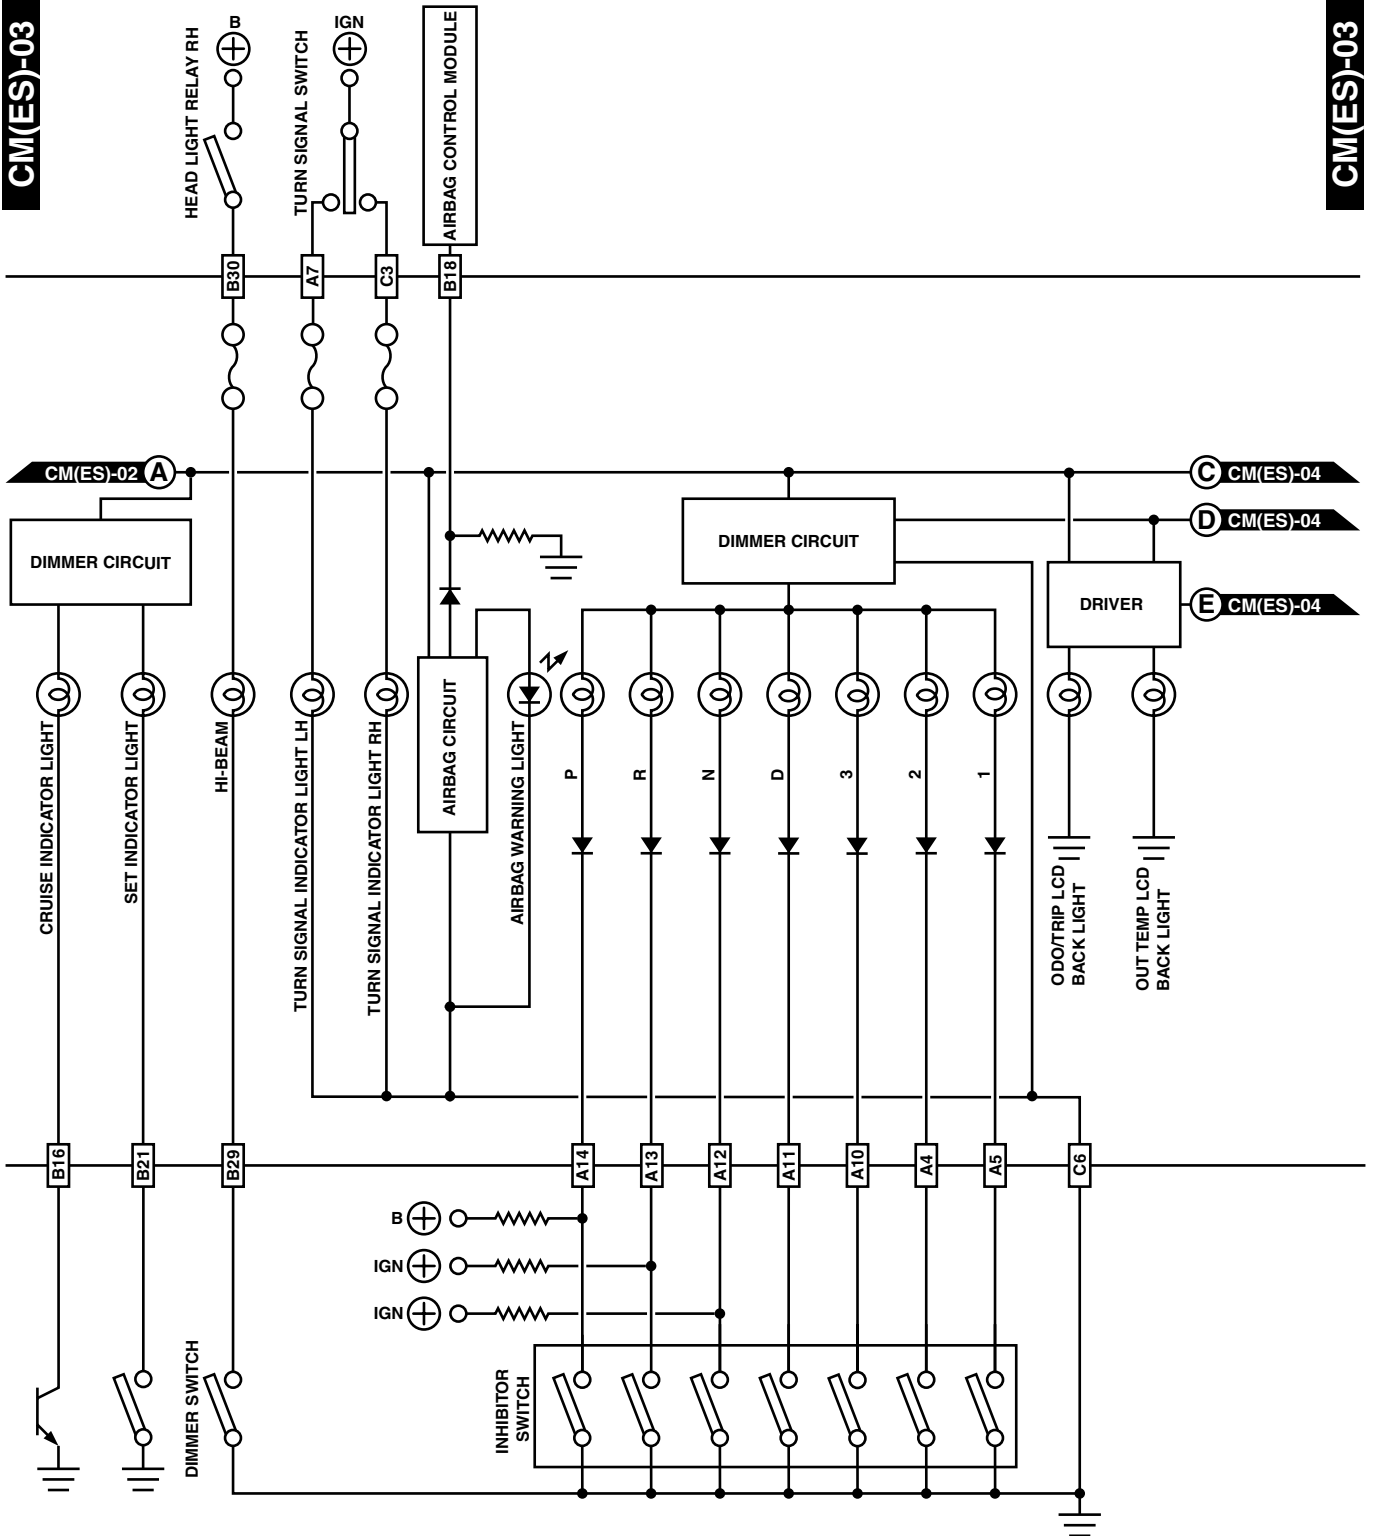 CM(ES)-03
CM(ES)-03
HEAD LIGHT RELAY RH
B
TURN SIGNAL SWITCH
IGN
AIRBAG CONTROL MODULE
B30
A7
C3
B18
CM(ES)-02
A
C
CM(ES)-04
D
CM(ES)-04
E
CM(ES)-04
DIMMER CIRCUIT
DIMMER CIRCUIT
DRIVER
CRUISE INDICATOR LIGHT
SET INDICATOR LIGHT
HI-BEAM
TURN SIGNAL INDICATOR LIGHT LH
TURN SIGNAL INDICATOR LIGHT RH
AIRBAG CIRCUIT
AIRBAG WARNING LIGHT
P
R
N
D
3
2
1
ODO/TRIP LCD
BACK LIGHT
OUT TEMP LCD
BACK LIGHT
B16
B21
B29
A14
A13
A12
A11
A10
A4
A5
C6
B
IGN
IGN
DIMMER SWITCH
INHIBITOR
SWITCH